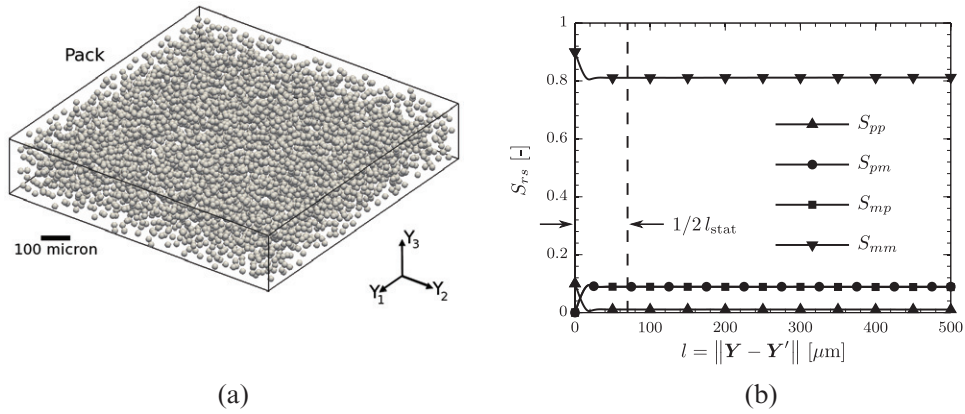 Pack
100 micron
Y₃
Y₁
Y₂
(a)
1
0.8
0.6
0.4
0.2
0
S_rs [-]
S_pp
S_pm
S_mp
S_mm
1/2 l_stat
0 100 200 300 400 500
l = ‖Y − Y′‖ [μm]
(b)